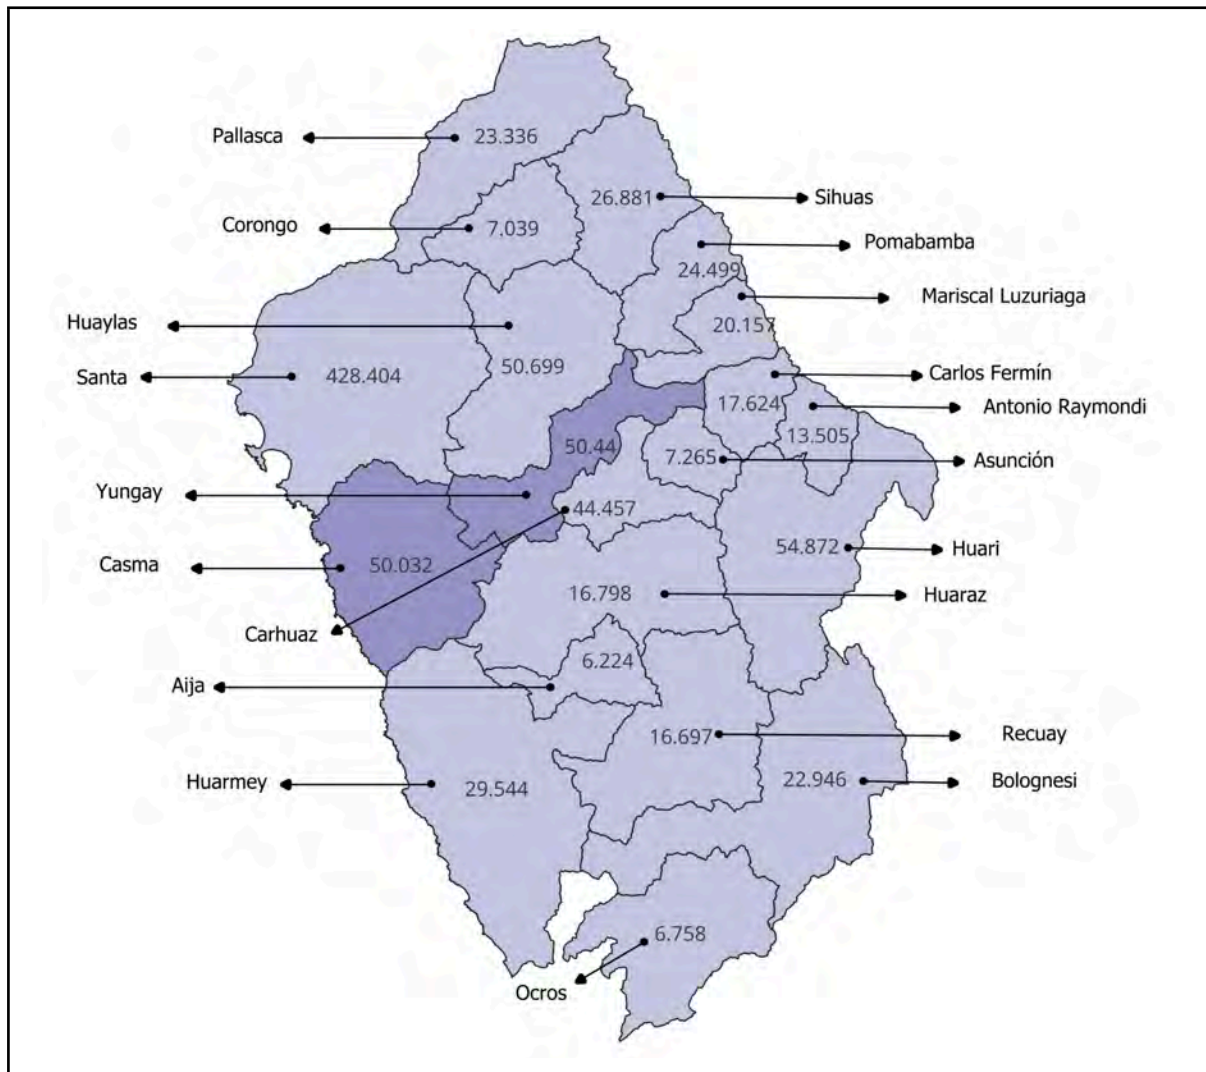 Pallasca
23.336
26.881
Sihuas
Corongo
7.039
Pomabamba
24.499
Mariscal Luzuriaga
Huaylas
20.157
50.699
Santa
428.404
Carlos Fermín
17.624
Antonio Raymondi
13.505
50.44
7.265
Asunción
Yungay
44.457
54.872
Huari
Casma
50.032
16.798
Huaraz
Carhuaz
6.224
Aija
16.697
Recuay
Huarmey
29.544
22.946
Bolognesi
6.758
Ocros